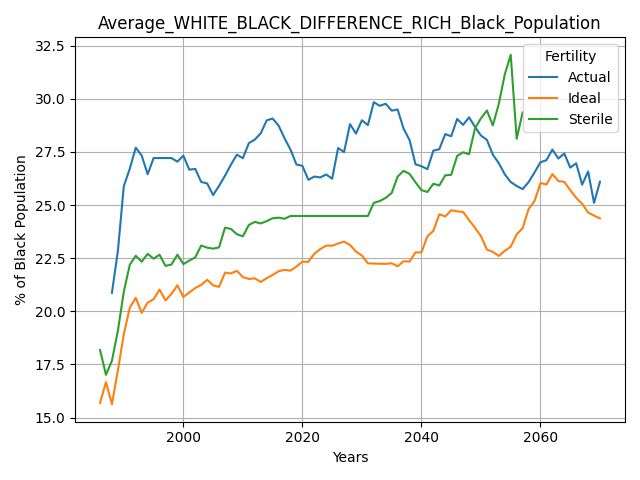 Average_WHITE_BLACK_DIFFERENCE_RICH_Black_Population
Fertility
Actual
Ideal
Sterile
% of Black Population
32.5
30.0
27.5
25.0
22.5
20.0
17.5
15.0
2000
2020
2040
2060
Years